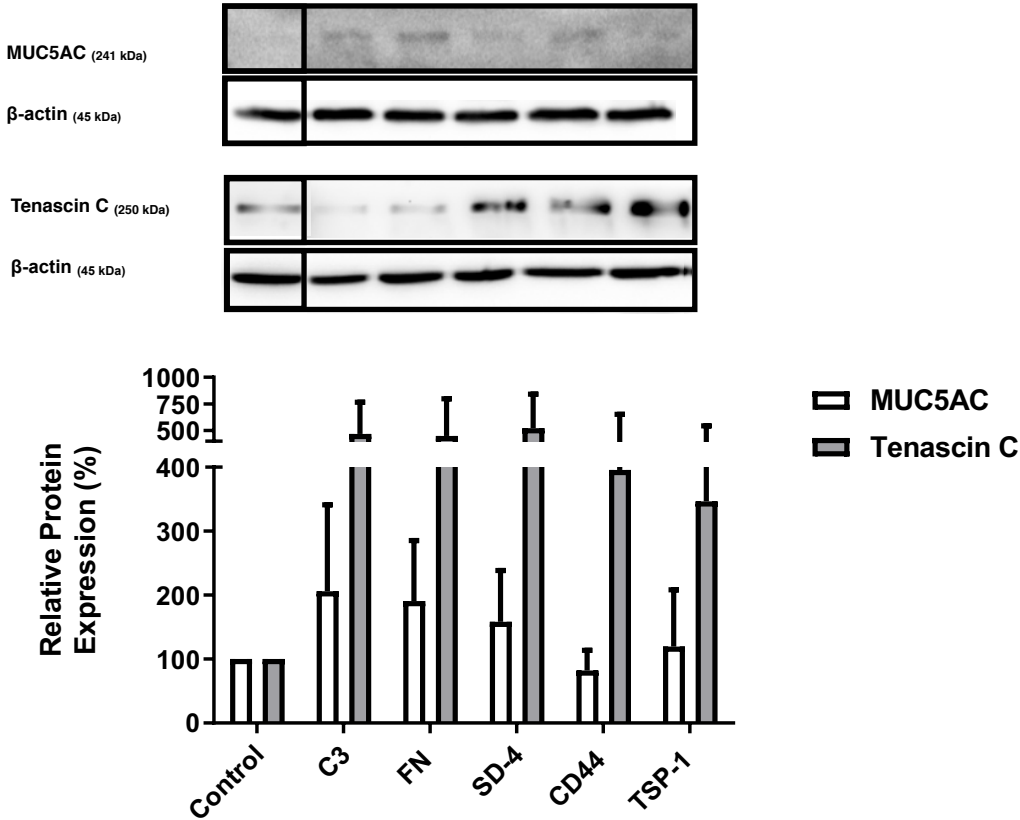 MUC5AC (241 kDa)
β-actin (45 kDa)
Tenascin C (250 kDa)
β-actin (45 kDa)
1000
750
500
400
300
200
100
0
Relative Protein
Expression (%)
Control
C3
FN
SD-4
CD44
TSP-1
MUC5AC
Tenascin C